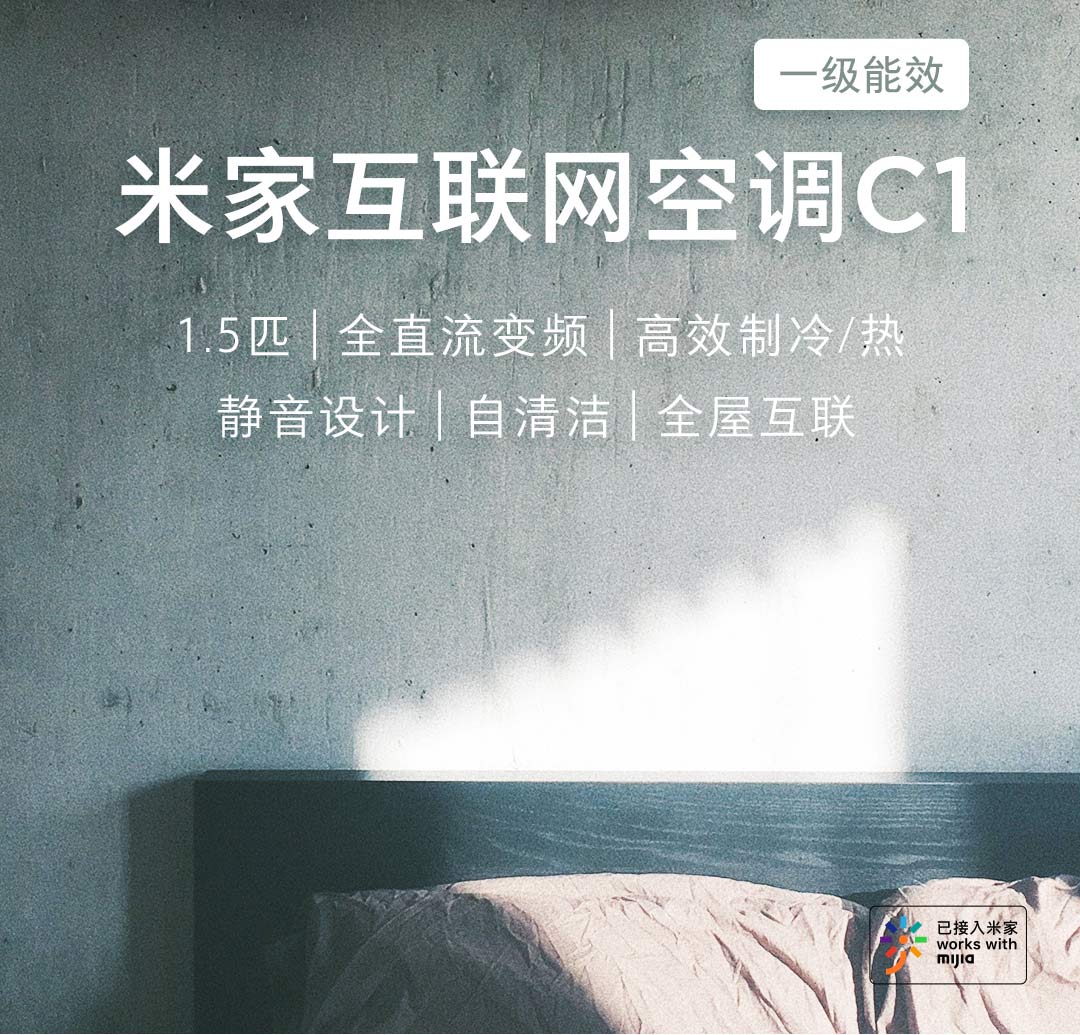 一级能效
米家互联网空调C1
1.5匹｜全直流变频｜高效制冷/热
静音设计｜自清洁｜全屋互联
已接入米家
works with
mijia